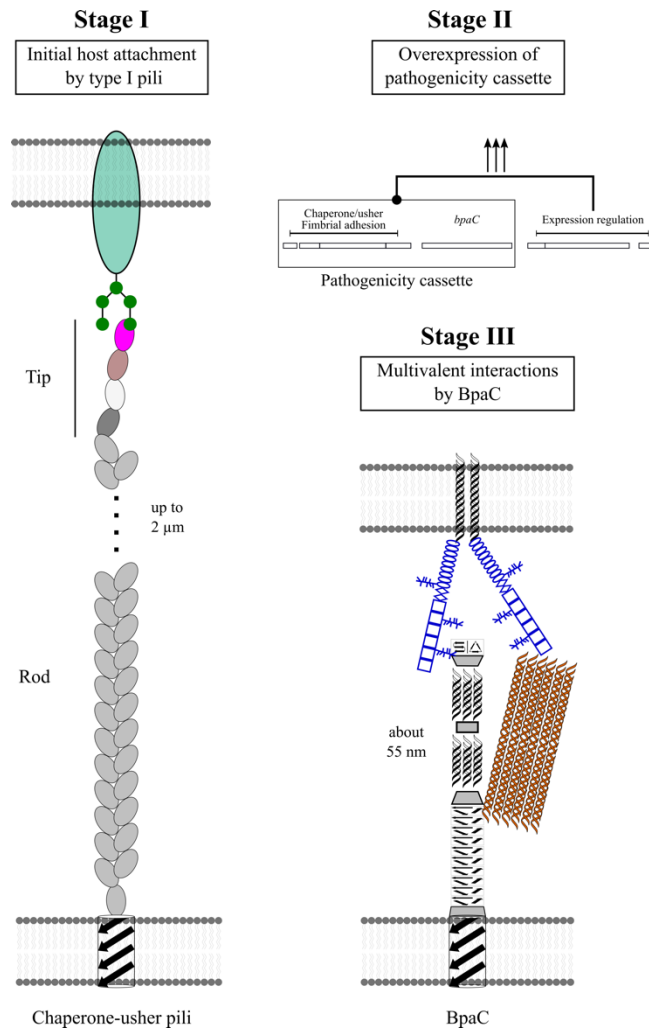 Stage I
Initial host attachment
by type I pili
Tip
up to
2 µm
Rod
Chaperone-usher pili
Stage II
Overexpression of
pathogenicity cassette
Chaperone/usher
Fimbrial adhesion
bpaC
Expression regulation
Pathogenicity cassette
Stage III
Multivalent interactions
by BpaC
about
55 nm
BpaC